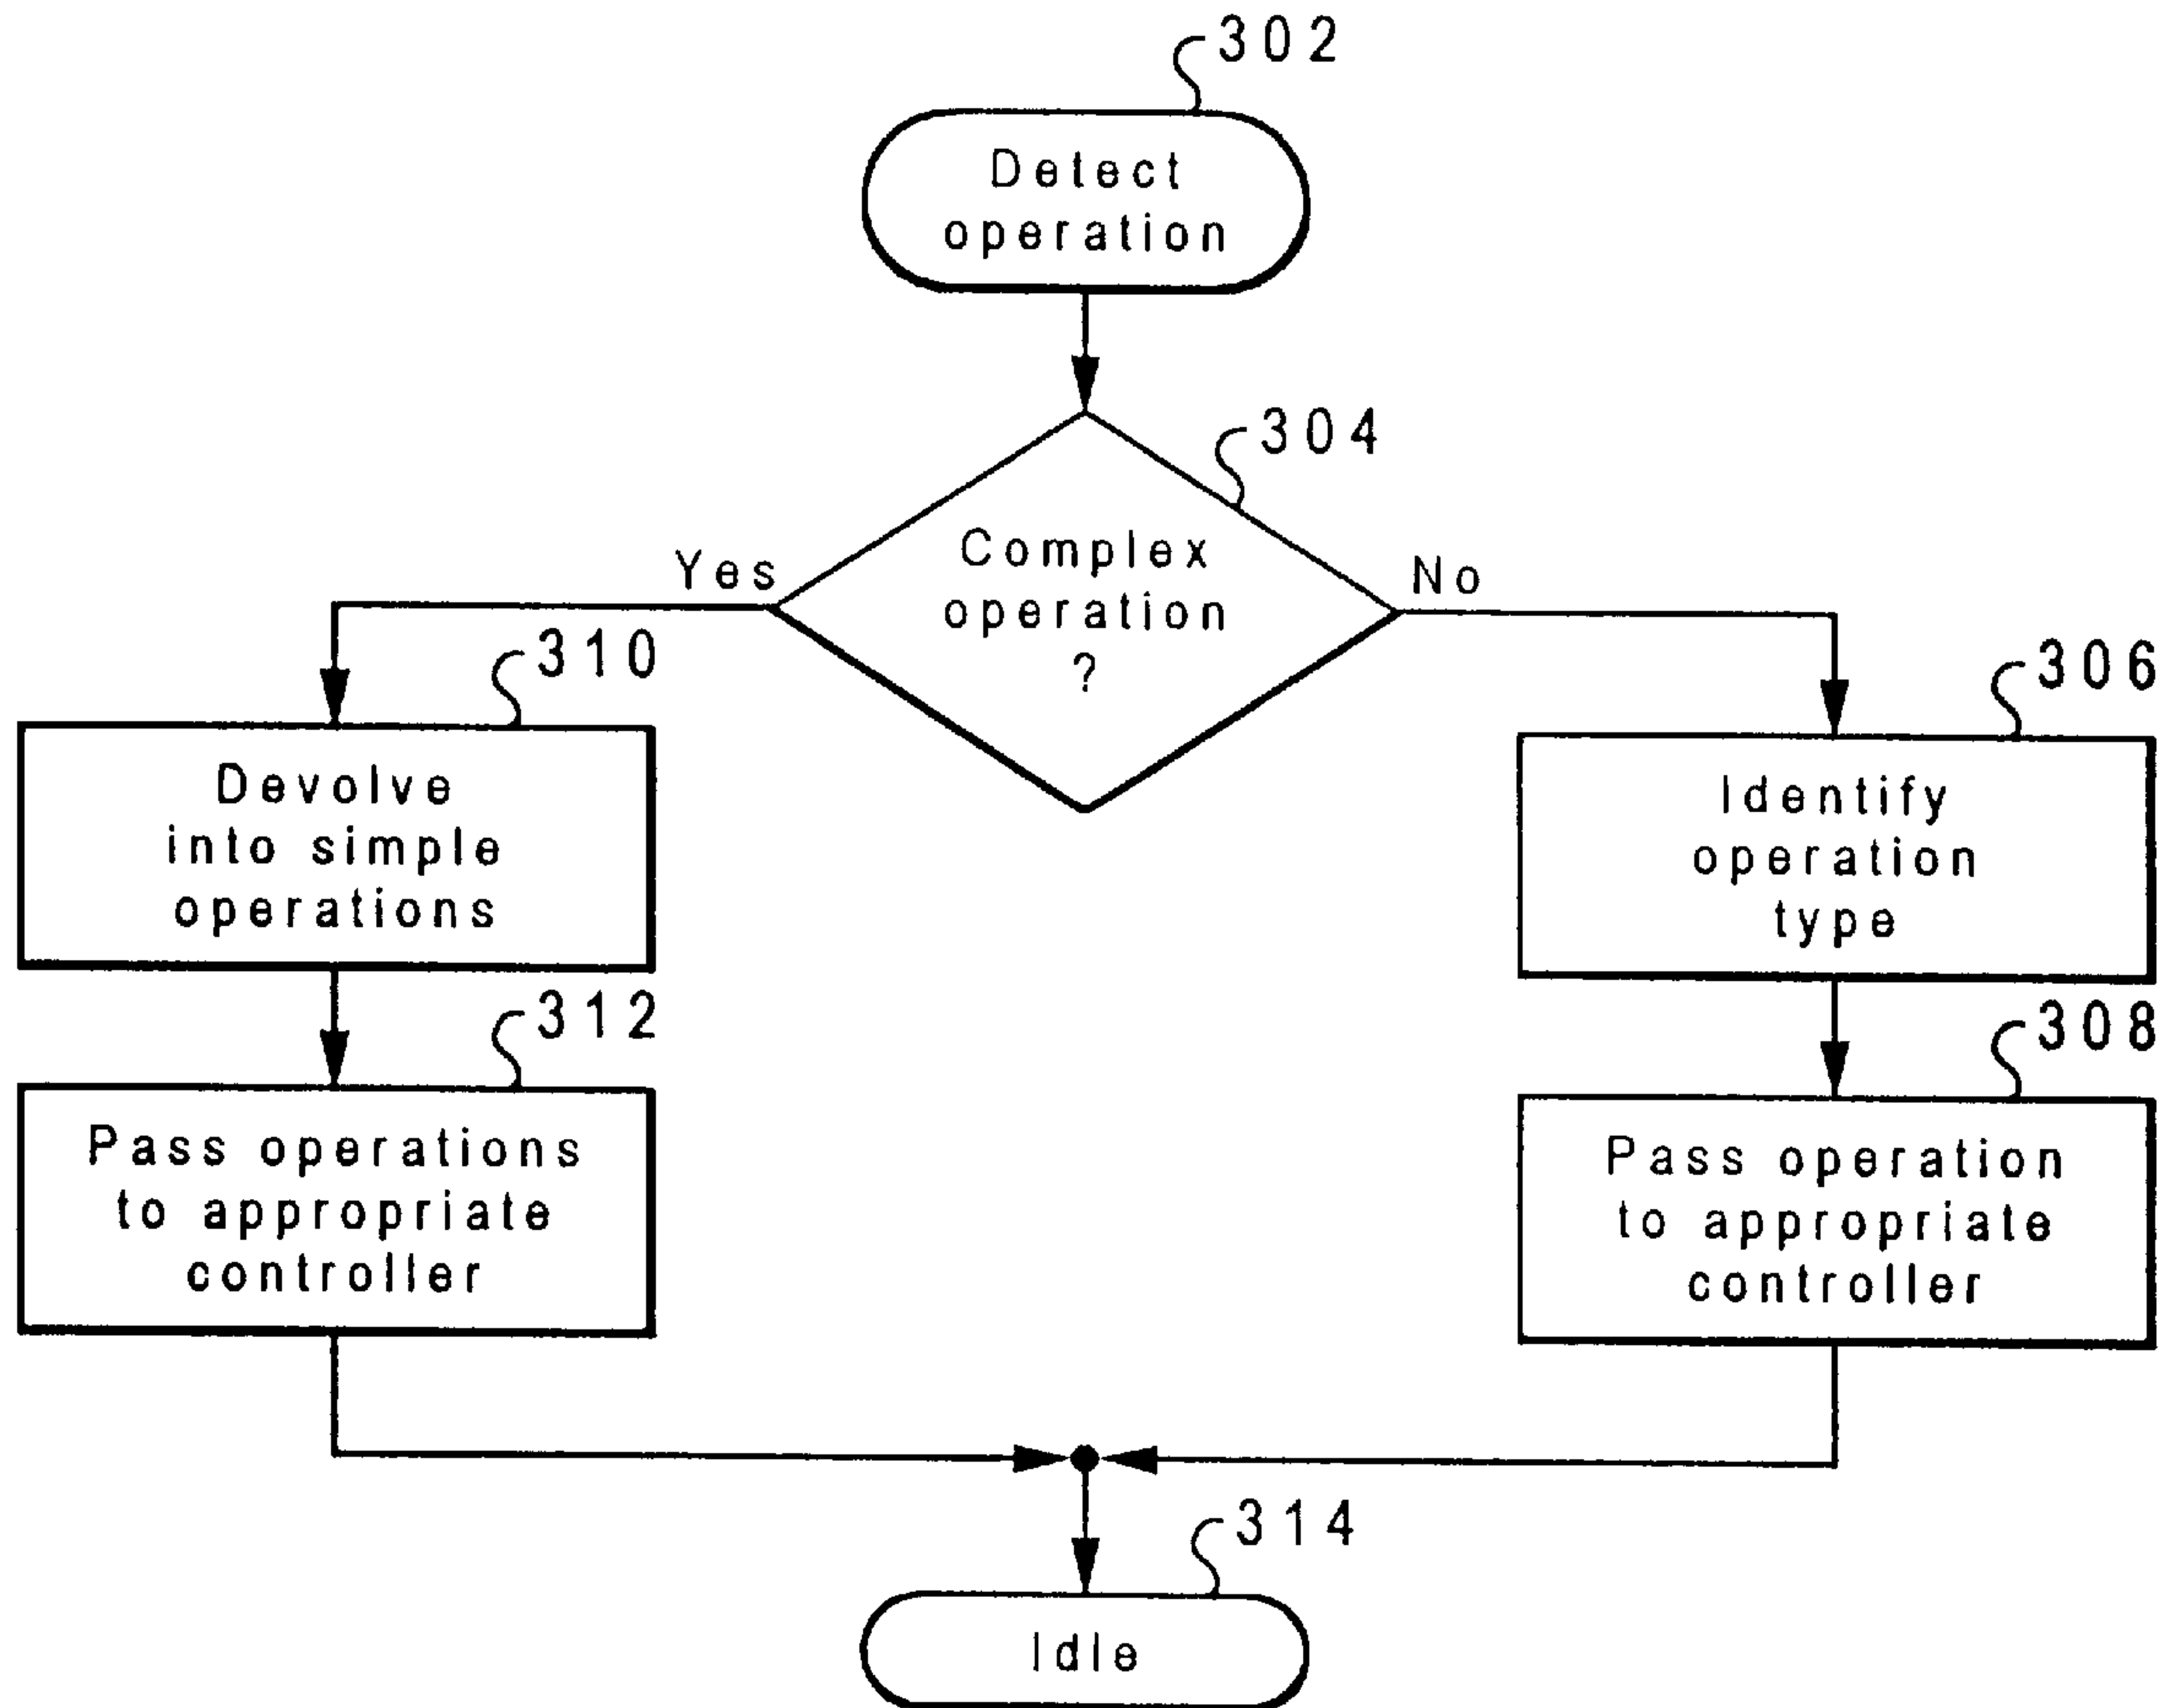 302
Detect
operation
304
Complex
operation
?
Yes
No
310
Devolve
into simple
operations
306
Identify
operation
type
312
Pass operations
to appropriate
controller
308
Pass operation
to appropriate
controller
314
Idle